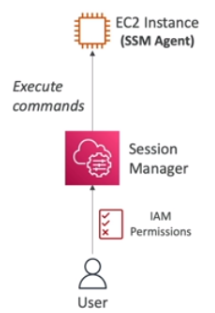 EC2 Instance
(SSM Agent)
Execute
commands
Session
Manager
IAM
Permissions
User